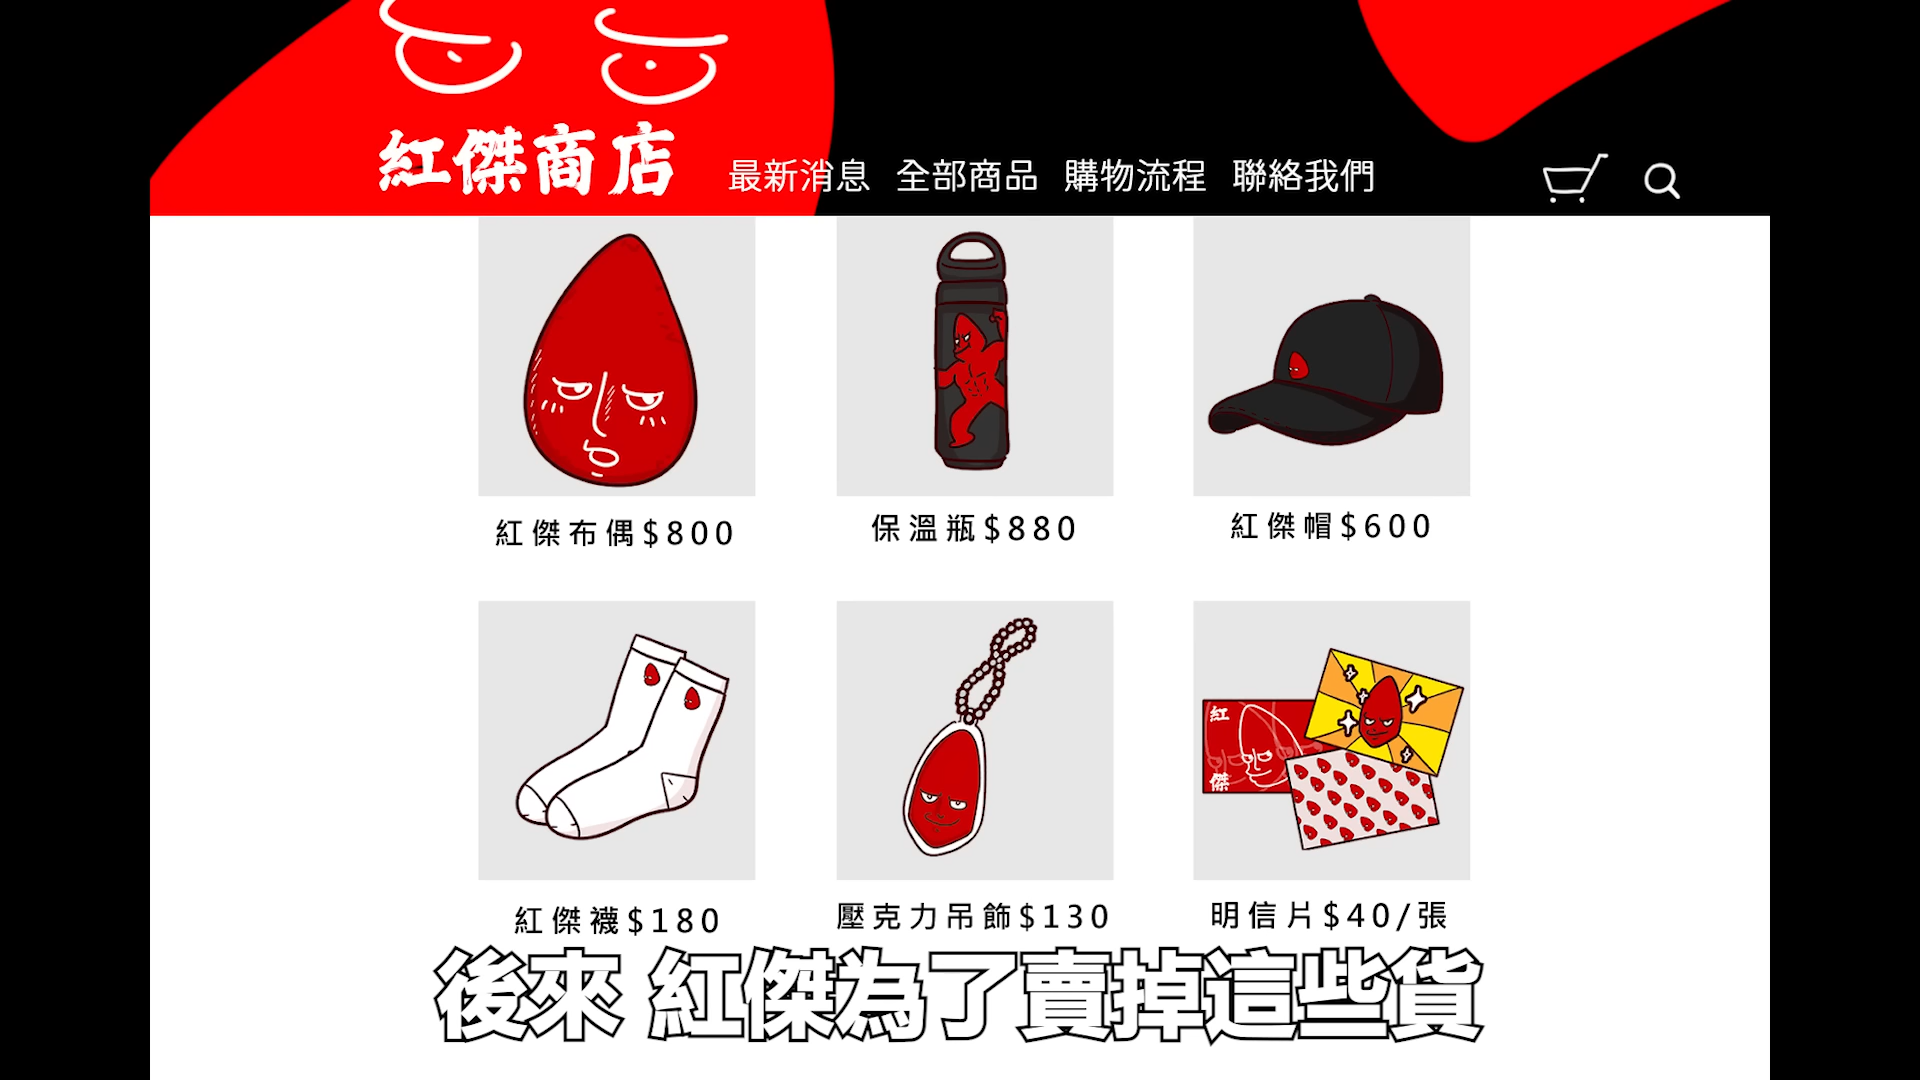 紅傑商店
最新消息 全部商品 購物流程 聯絡我們
紅傑布偶$800
保溫瓶$880
紅傑帽$600
紅
傑
紅傑襪$180
壓克力吊飾$130
明信片$40/張
後來 紅傑為了賣掉這些貨